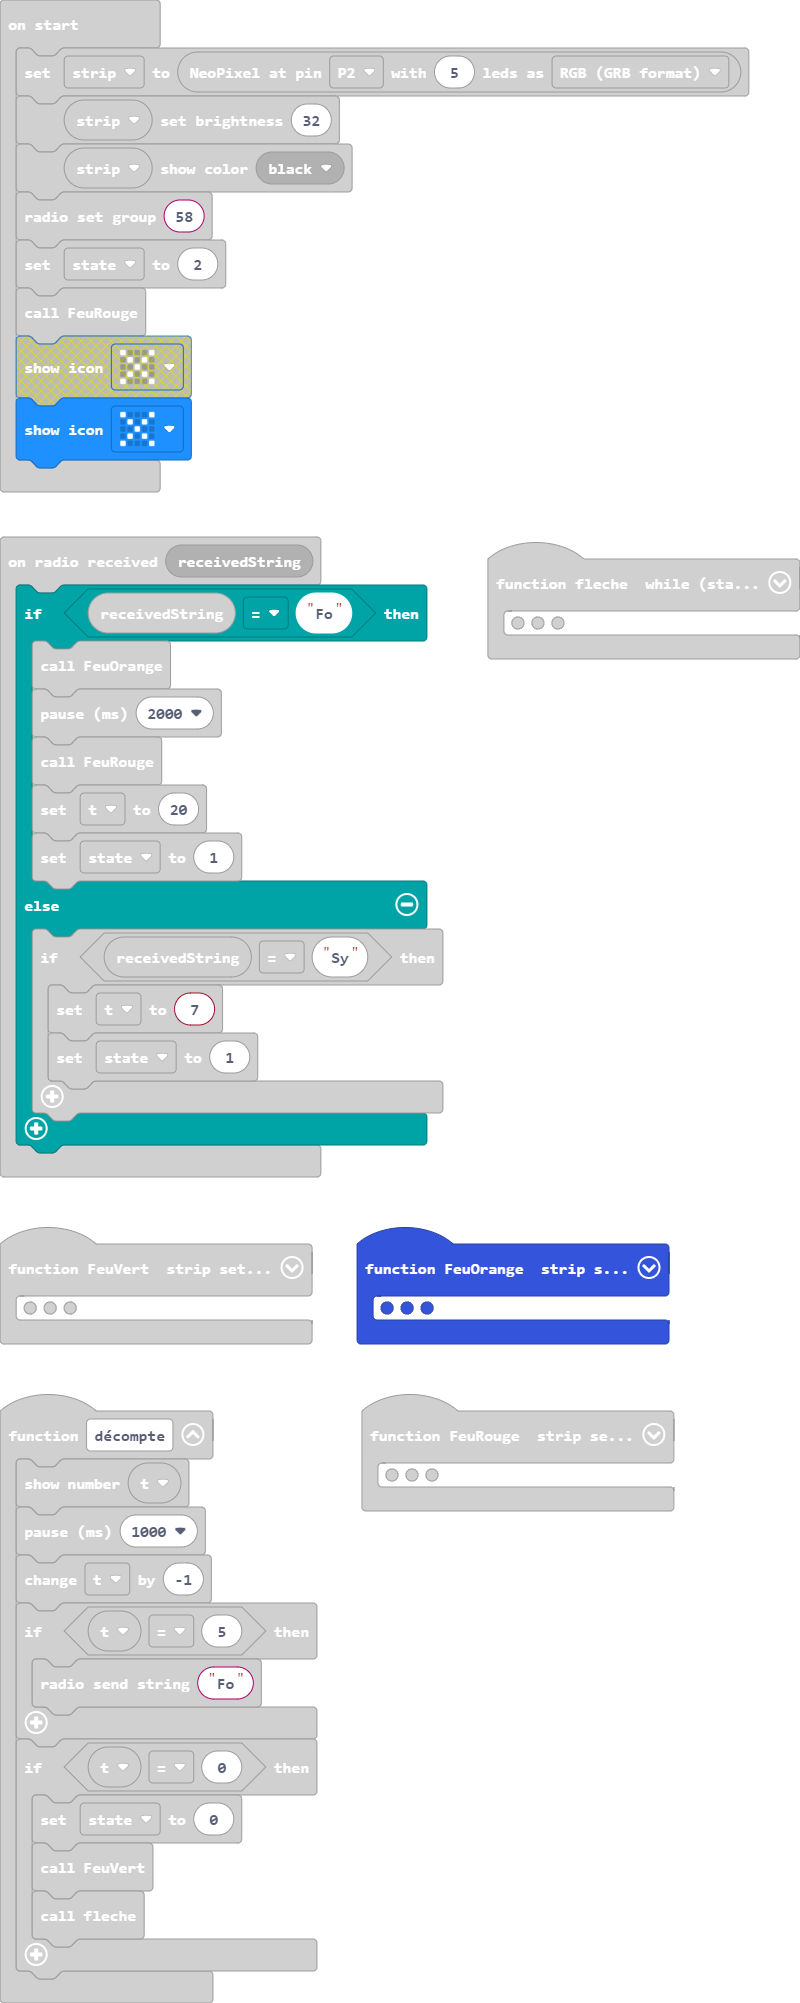 on start
set strip to NeoPixel at pin P2 with 5 leds as RGB (GRB format)
strip set brightness 32
strip show color black
radio set group 58
set state to 2
call FeuRouge
show icon
show icon
on radio received receivedString
if receivedString = "Fo" then
call FeuOrange
pause (ms) 2000
call FeuRouge
set t to 20
set state to 1
else
if receivedString = "Sy" then
set t to 7
set state to 1
function fleche while (sta...
function FeuVert strip set...
function FeuOrange strip s...
function décompte
show number t
pause (ms) 1000
change t by -1
if t = 5 then
radio send string "Fo"
if t = 0 then
set state to 0
call FeuVert
call fleche
function FeuRouge strip se...